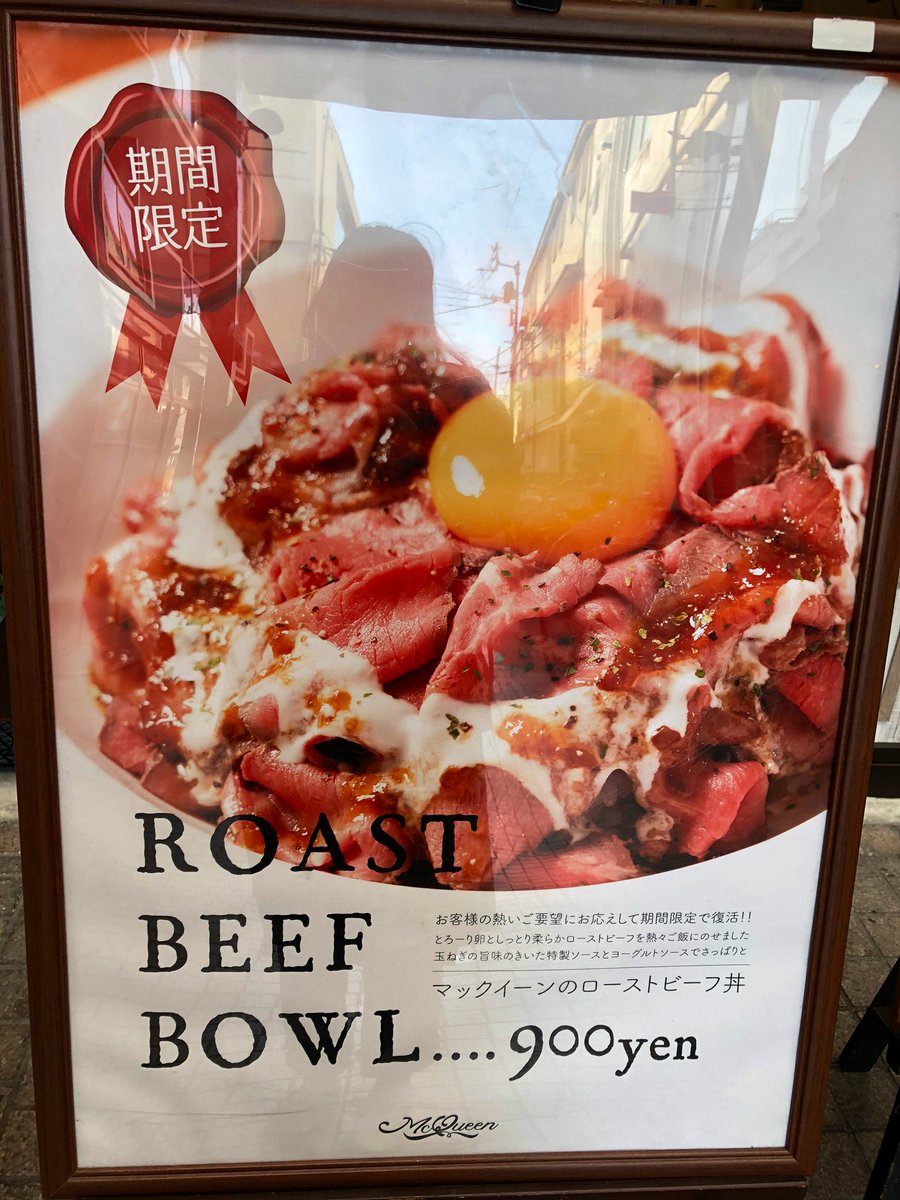 期間
限定
ROAST
BEEF
BOWL....900yen
お客様の熱いご要望にお応えして期間限定で復活!!
とろーり卵としっとり柔らかローストビーフを熱々ご飯にのせました
玉ねぎの旨味のきいた特製ソースとヨーグルトソースでさっぱりと
マックイーンのローストビーフ丼
McQueen